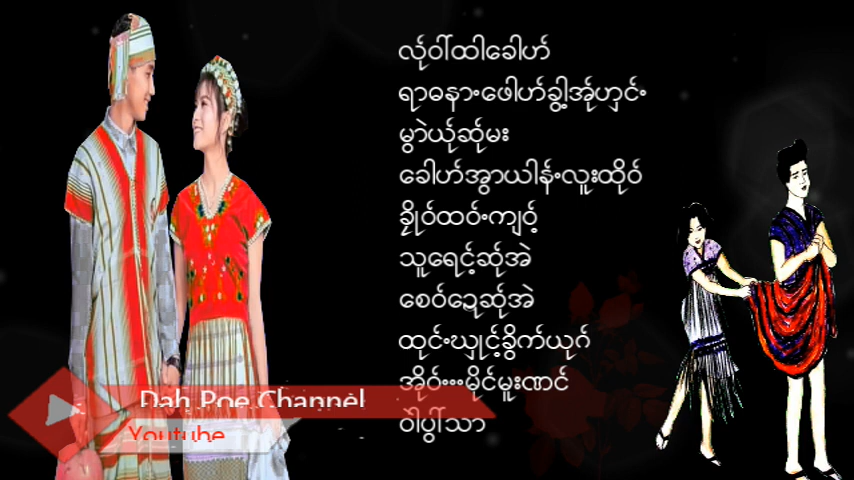 လုံဝါထါခေါဟ်
ရာဓနားဖေါဟ်ခွါ့အုံဟှင်း
မွာဲယုံဆုံမး
ခေါဟ်အွာယါန်းလူးထိုဝ်
ခိုှဝ်ထဝ်းကျဝ့်
သူရေင့်ဆုံအဲ
စေဝ်ဍေဆုံအဲ
ထုင်းဃှုင့်ခွိက်ယုဂ်
အိုဝ်းးးမိုင်မူးဏင်
ဝါပွါသာ
Dah Poe Channel
Youtube